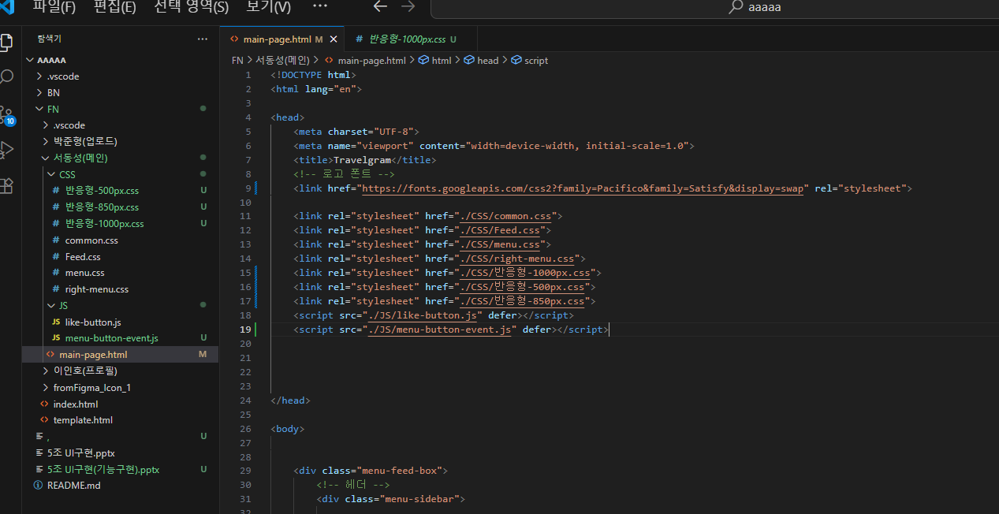 파일(F) 편집(E) 선택 영역(S) 보기(V) ··· aaaaa
탐색기 ···
AAAAA
.vscode
BN
FN
.vscode
박준형(업로드)
서동성(메인)
CSS
# 반응형-500px.css U
# 반응형-850px.css U
# 반응형-1000px.css U
# common.css
# Feed.css
# menu.css
# right-menu.css
JS
JS like-button.js
JS menu-button-event.js U
<> main-page.html M
이인호(프로필)
fromFigma_Icon_1
<> index.html
<> template.html
, U
5조 UI구현.pptx
5조 UI구현(기능구현).pptx U
README.md
10
<> main-page.html M × # 반응형-1000px.css U
FN > 서동성(메인) > <> main-page.html > html > head > script
1 <!DOCTYPE html>
2 <html lang="en">
3
4 <head>
5 <meta charset="UTF-8">
6 <meta name="viewport" content="width=device-width, initial-scale=1.0">
7 <title>Travelgram</title>
8 <!-- 로고 폰트 -->
9 <link href="https://fonts.googleapis.com/css2?family=Pacifico&family=Satisfy&display=swap" rel="stylesheet">
10
11 <link rel="stylesheet" href="./CSS/common.css">
12 <link rel="stylesheet" href="./CSS/Feed.css">
13 <link rel="stylesheet" href="./CSS/menu.css">
14 <link rel="stylesheet" href="./CSS/right-menu.css">
15 <link rel="stylesheet" href="./CSS/반응형-1000px.css">
16 <link rel="stylesheet" href="./CSS/반응형-500px.css">
17 <link rel="stylesheet" href="./CSS/반응형-850px.css">
18 <script src="./JS/like-button.js" defer></script>
19 <script src="./JS/menu-button-event.js" defer></script>
20
21
22
23
24 </head>
25
26 <body>
27
28
29 <div class="menu-feed-box">
30 <!-- 헤더 -->
31 <div class="menu-sidebar">
32